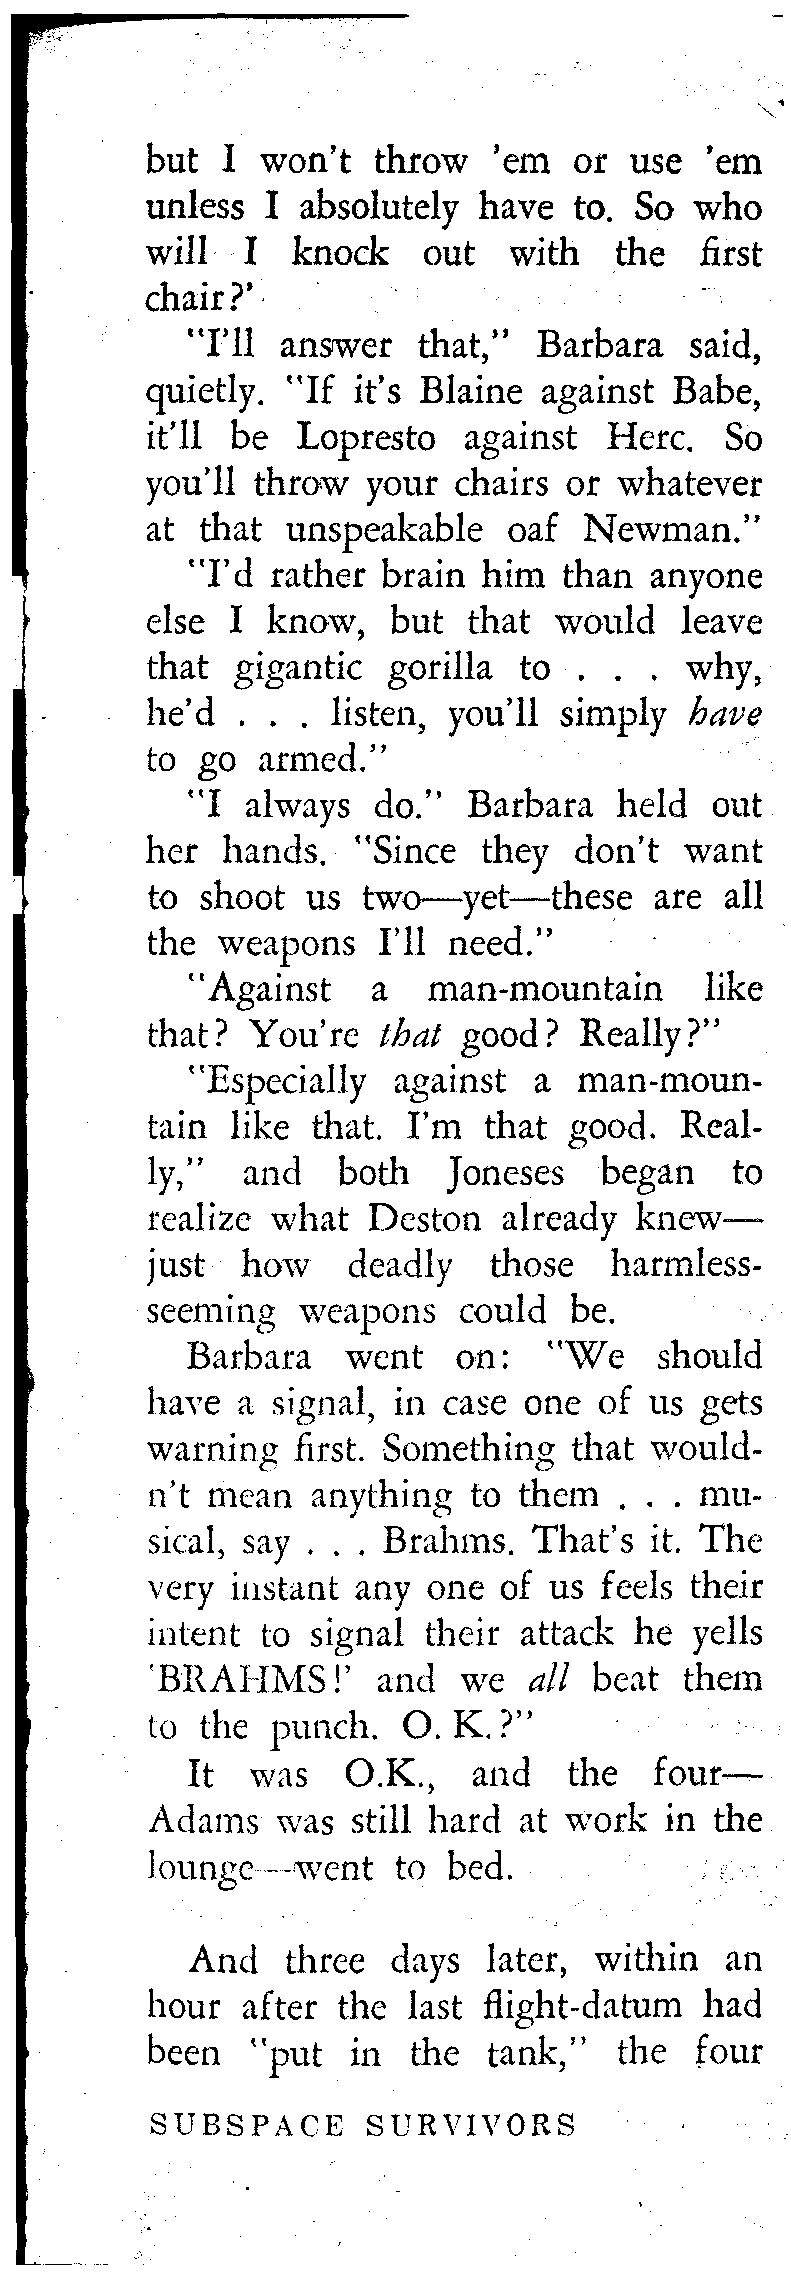 but I won't throw 'em or use 'em
unless I absolutely have to. So who
will I knock out with the first
chair?'
"I'll answer that," Barbara said,
quietly. "If it's Blaine against Babe,
it'll be Lopresto against Herc. So
you'll throw your chairs or whatever
at that unspeakable oaf Newman."
"I'd rather brain him than anyone
else I know, but that would leave
that gigantic gorilla to . . . why,
he'd . . . listen, you'll simply have
to go armed."
"I always do." Barbara held out
her hands. "Since they don't want
to shoot us two—yet—these are all
the weapons I'll need."
"Against a man-mountain like
that? You're that good? Really?"
"Especially against a man-moun-
tain like that. I'm that good. Real-
ly," and both Joneses began to
realize what Deston already knew—
just how deadly those harmless-
seeming weapons could be.
Barbara went on: "We should
have a signal, in case one of us gets
warning first. Something that would-
n't mean anything to them . . . mu-
sical, say . . . Brahms. That's it. The
very instant any one of us feels their
intent to signal their attack he yells
'BRAHMS!' and we all beat them
to the punch. O. K.?"
It was O.K., and the four—
Adams was still hard at work in the
lounge—went to bed.
And three days later, within an
hour after the last flight-datum had
been "put in the tank," the four
SUBSPACE SURVIVORS